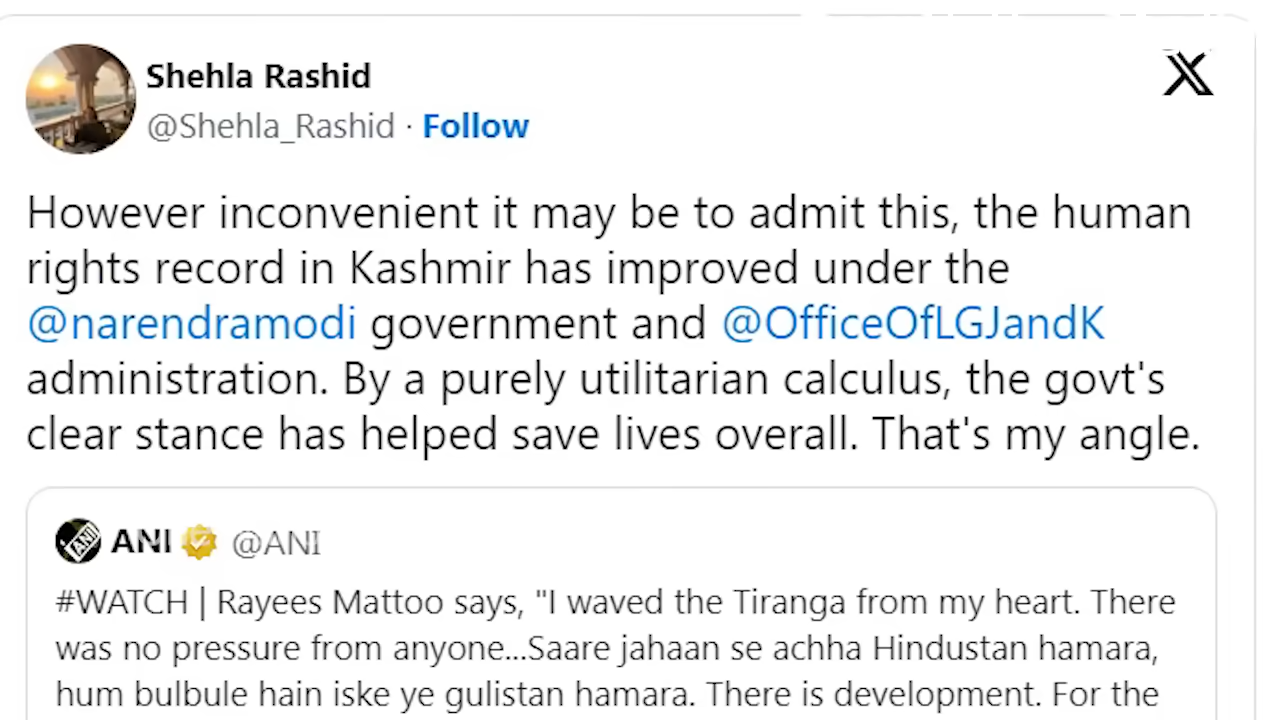 Shehla Rashid
@Shehla_Rashid · Follow
However inconvenient it may be to admit this, the human
rights record in Kashmir has improved under the
@narendramodi government and @OfficeOfLGJandK
administration. By a purely utilitarian calculus, the govt's
clear stance has helped save lives overall. That's my angle.
ANI @ANI
#WATCH | Rayees Mattoo says, "I waved the Tiranga from my heart. There
was no pressure from anyone...Saare jahaan se achha Hindustan hamara,
hum bulbule hain iske ye gulistan hamara. There is development. For the